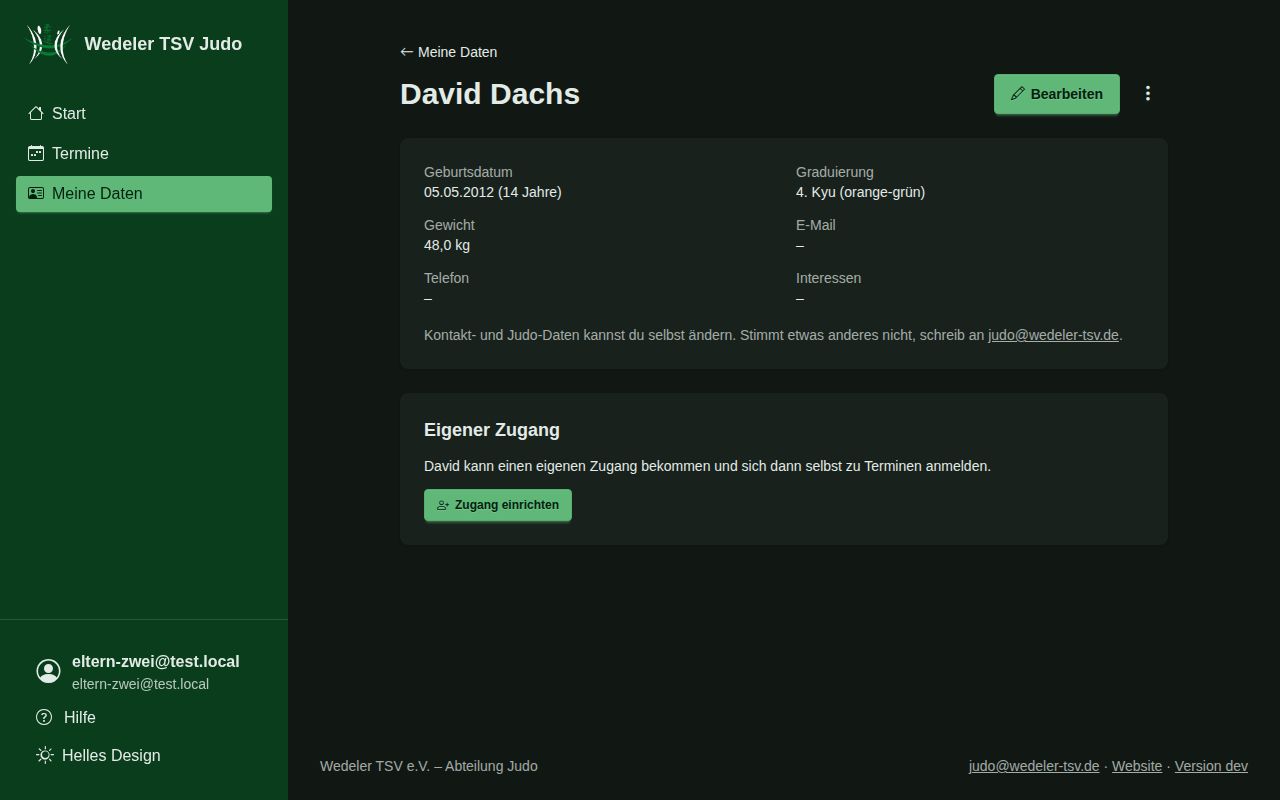 Wedeler TSV Judo
Start
Termine
Meine Daten
eltern-zwei@test.local
eltern-zwei@test.local
Hilfe
Helles Design
← Meine Daten
David Dachs
Bearbeiten
Geburtsdatum
05.05.2012 (14 Jahre)
Graduierung
4. Kyu (orange-grün)
Gewicht
48,0 kg
E-Mail
–
Telefon
–
Interessen
–
Kontakt- und Judo-Daten kannst du selbst ändern. Stimmt etwas anderes nicht, schreib an judo@wedeler-tsv.de.
Eigener Zugang
David kann einen eigenen Zugang bekommen und sich dann selbst zu Terminen anmelden.
Zugang einrichten
Wedeler TSV e.V. – Abteilung Judo
judo@wedeler-tsv.de · Website · Version dev